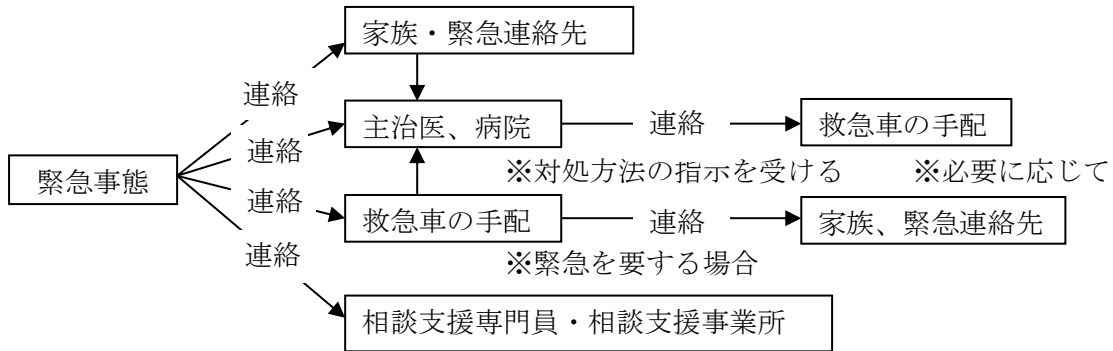 家族・緊急連絡先
連絡
主治医、病院 連絡 救急車の手配
連絡
※対処方法の指示を受ける ※必要に応じて
緊急事態
連絡
救急車の手配 連絡 家族、緊急連絡先
連絡
※緊急を要する場合
相談支援専門員・相談支援事業所